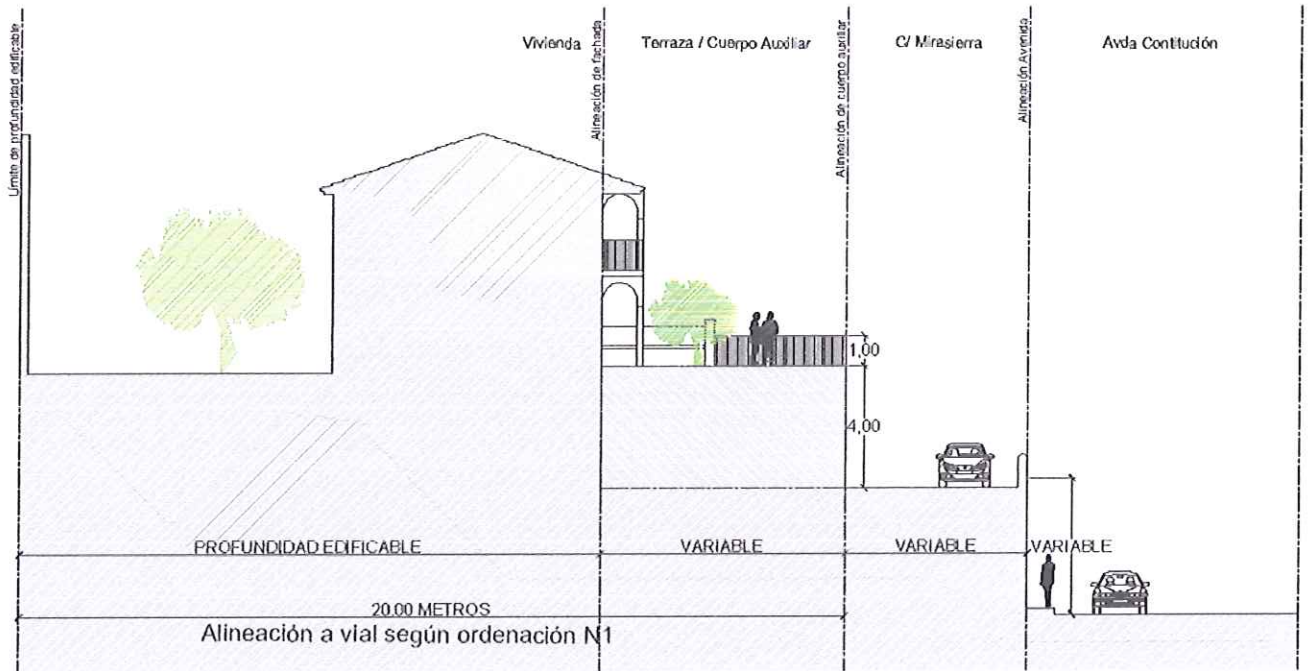 Límite de profundidad edificable
Vivienda
Alineación de fachada
Terraza / Cuerpo Auxiliar
Alineación de cuerpo auxiliar
C/ Mirasierra
Alineación Avenida
Avda Contitución
1,00
4,00
PROFUNDIDAD EDIFICABLE
VARIABLE
VARIABLE
VARIABLE
20.00 METROS
Alineación a vial según ordenación N1